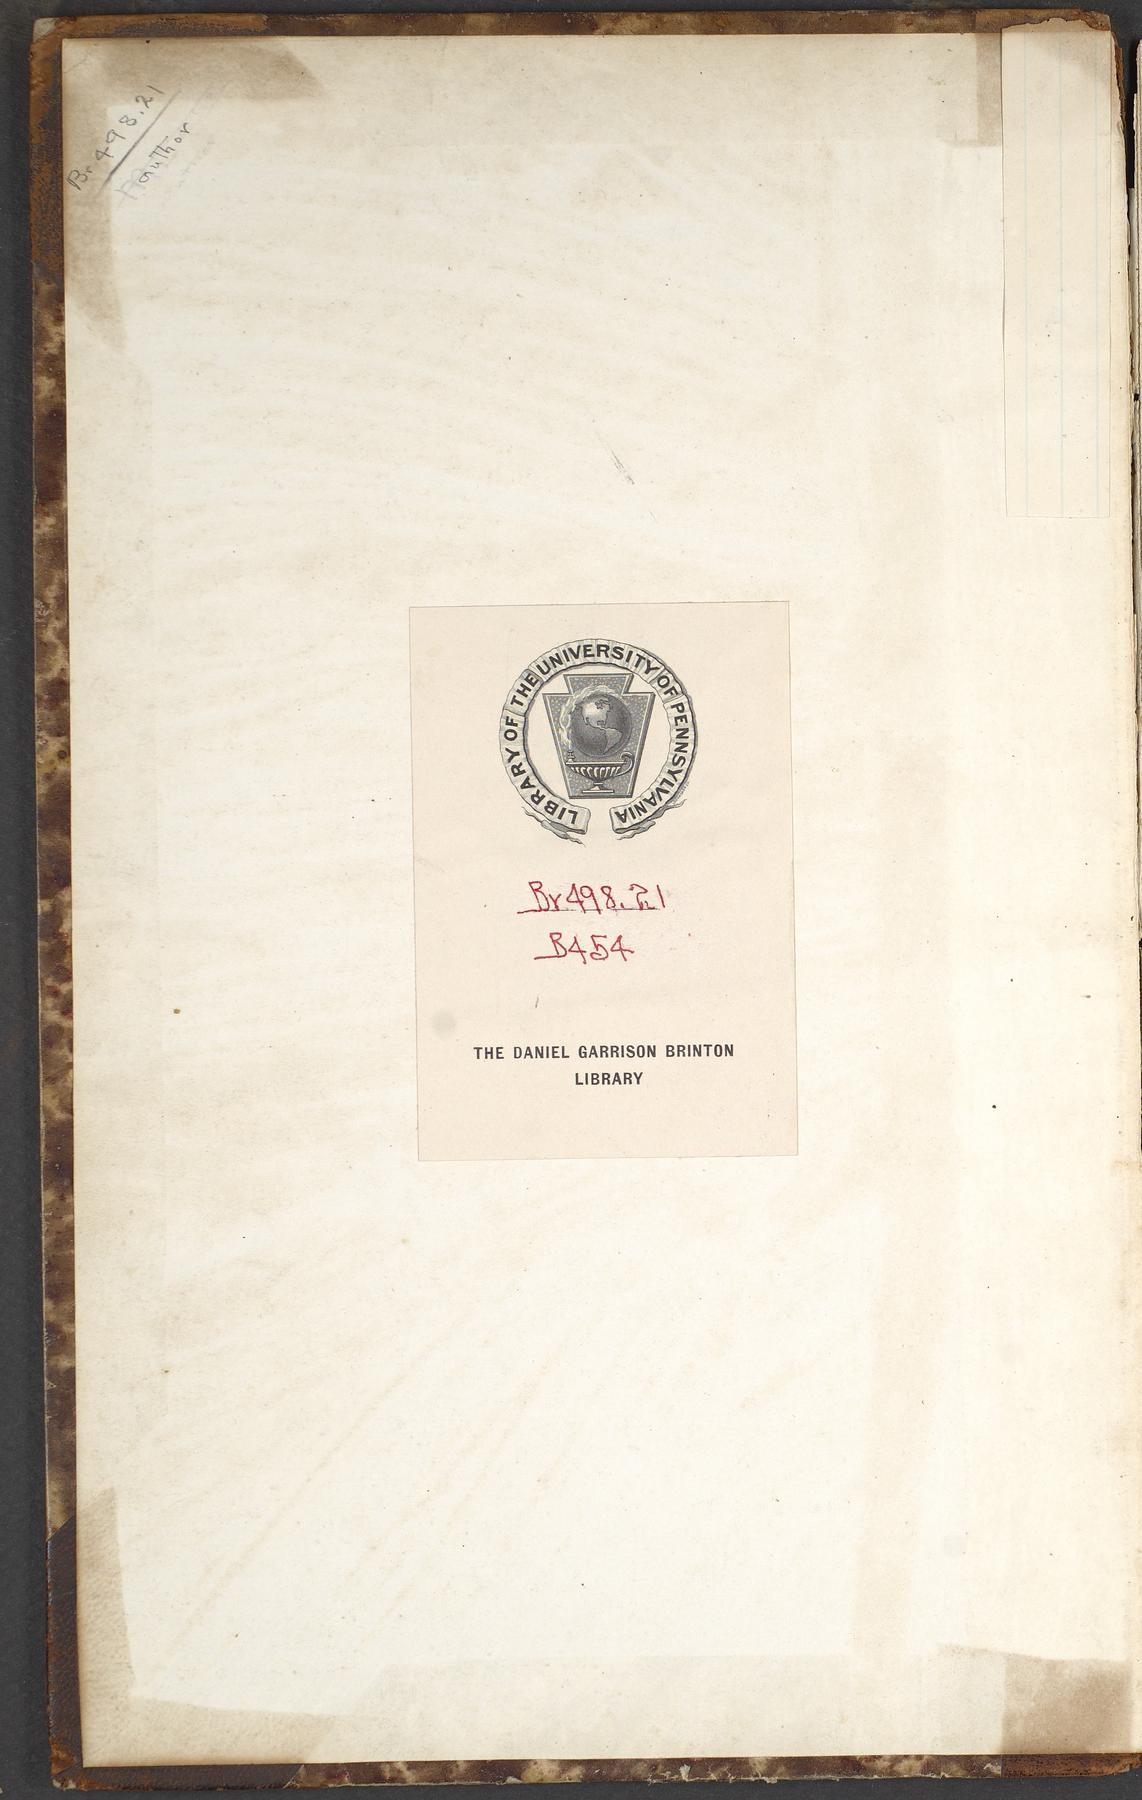 Br 498.21
Author
LIBRARY OF THE UNIVERSITY OF PENNSYLVANIA
Br498.21
B454
THE DANIEL GARRISON BRINTON
LIBRARY